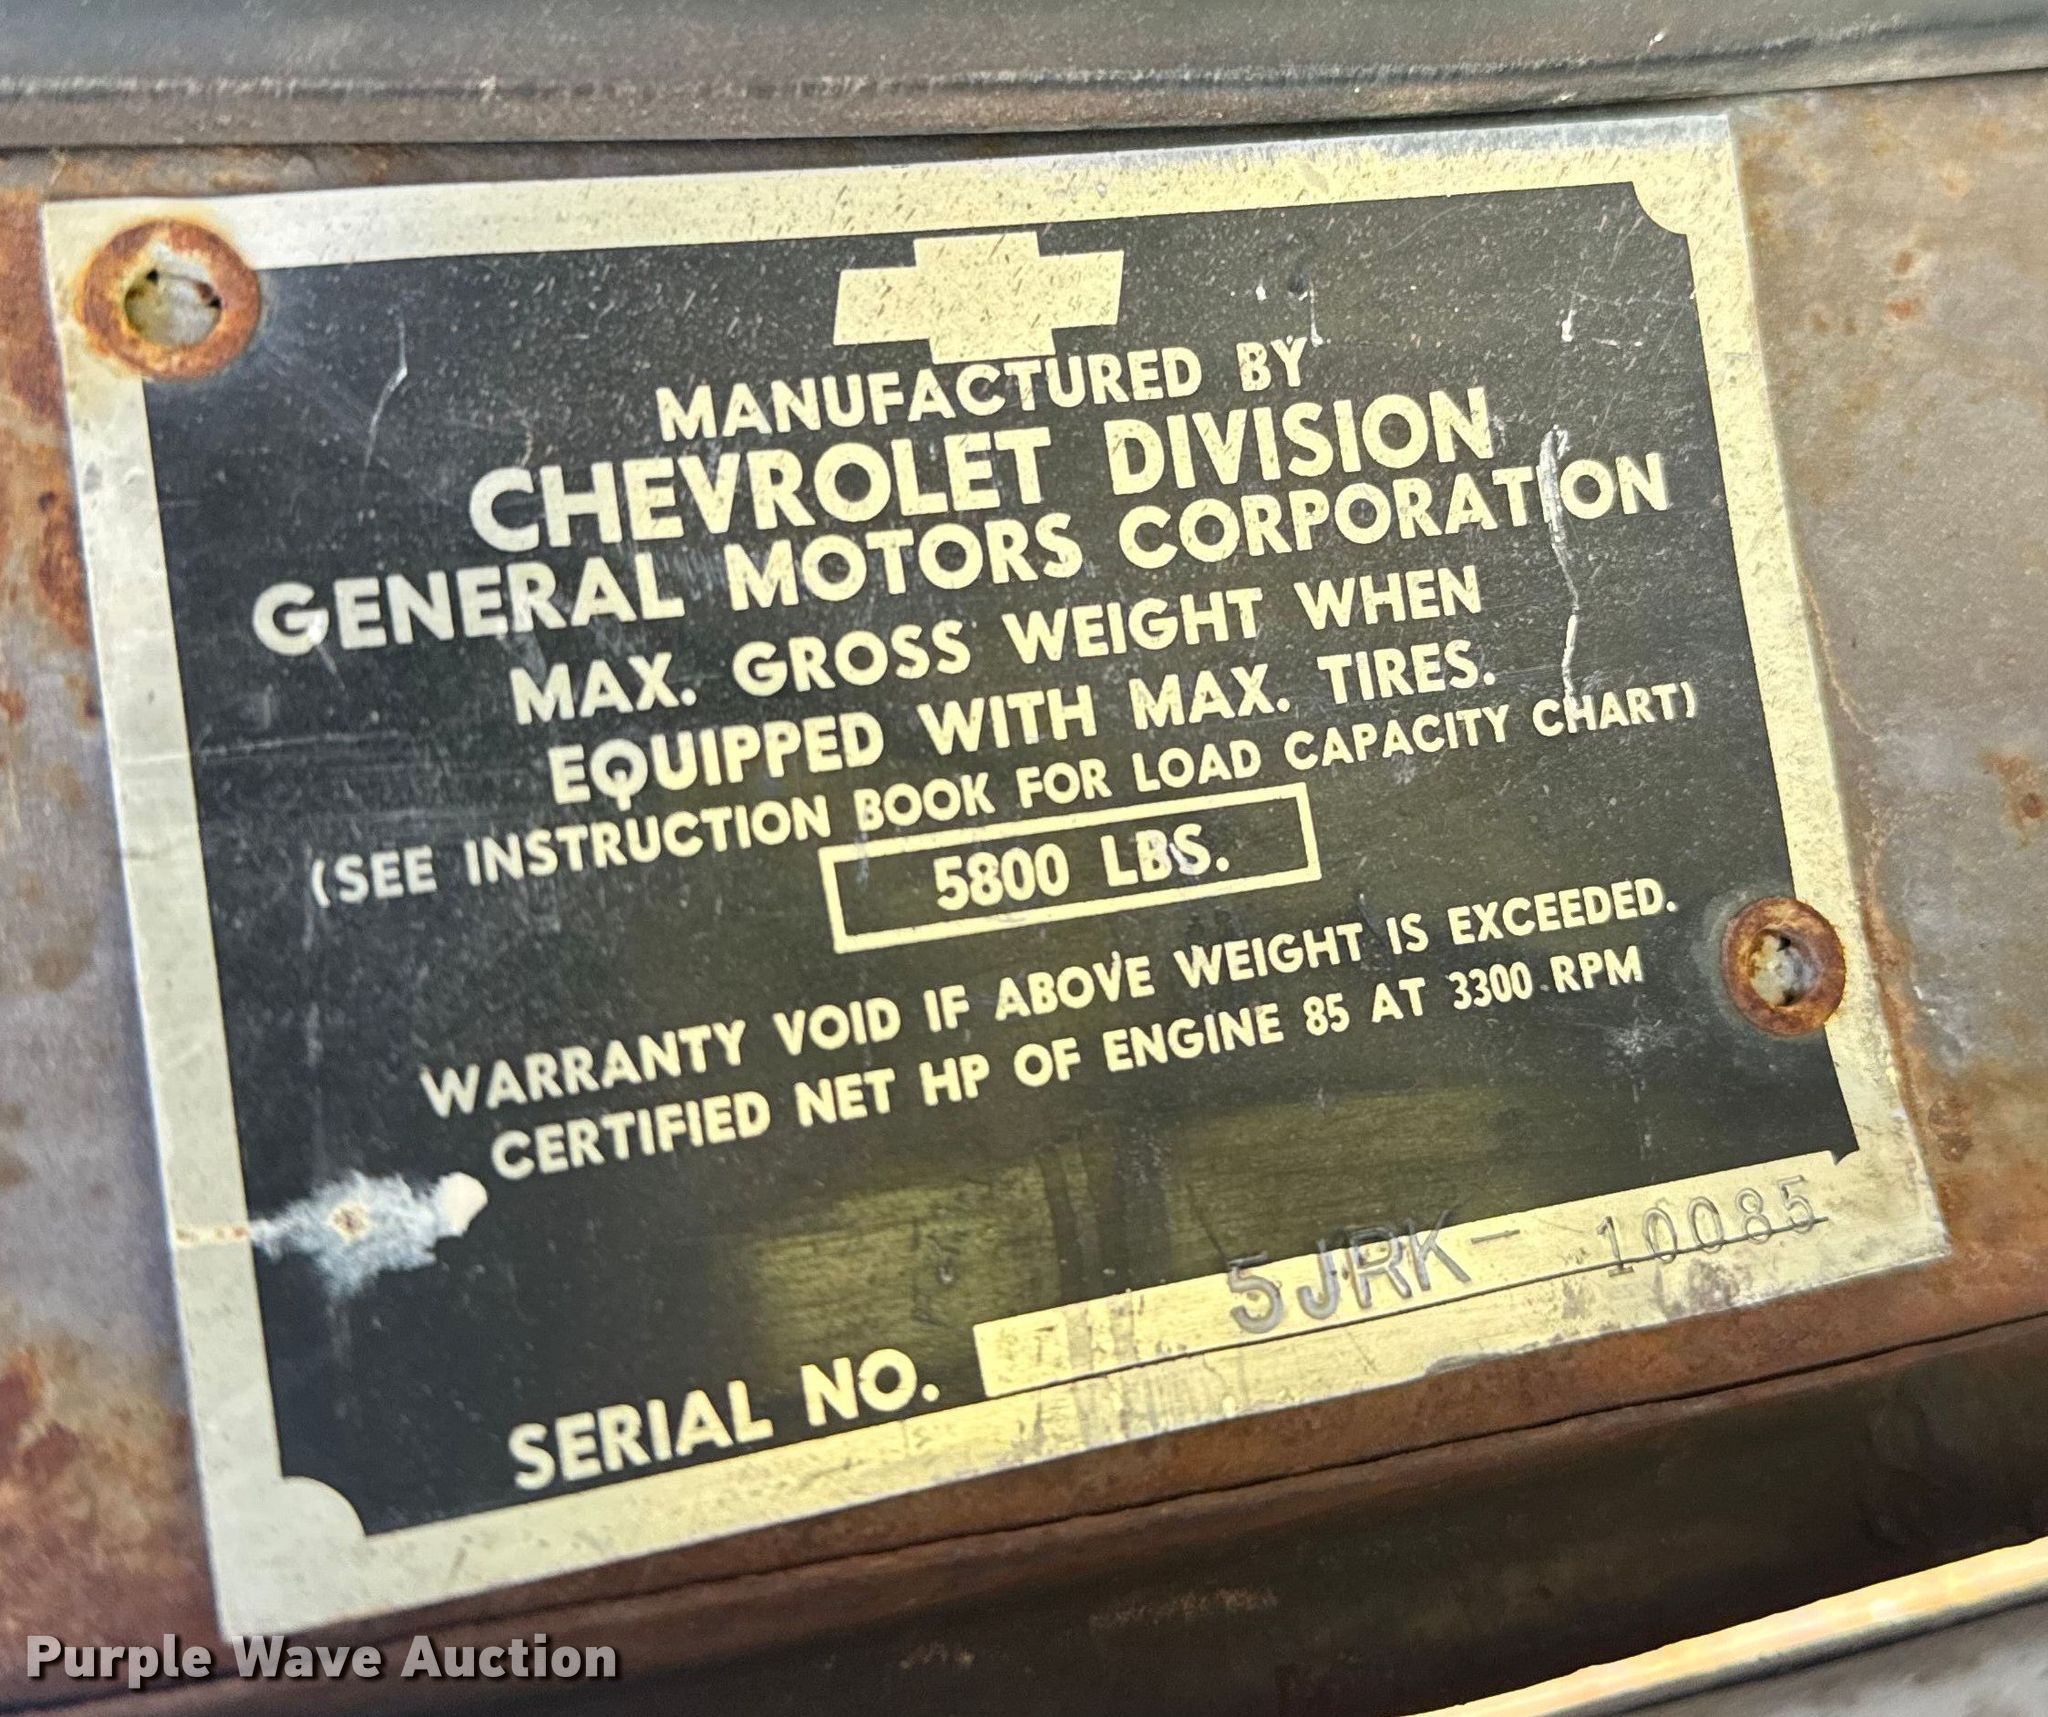 MANUFACTURED BY
CHEVROLET DIVISION
GENERAL MOTORS CORPORATION
MAX. GROSS WEIGHT WHEN
EQUIPPED WITH MAX. TIRES.
(SEE INSTRUCTION BOOK FOR LOAD CAPACITY CHART)
5800 LBS.
WARRANTY VOID IF ABOVE WEIGHT IS EXCEEDED.
CERTIFIED NET HP OF ENGINE 85 AT 3300 RPM
SERIAL NO. 5JRK- 10085
Purple Wave Auction